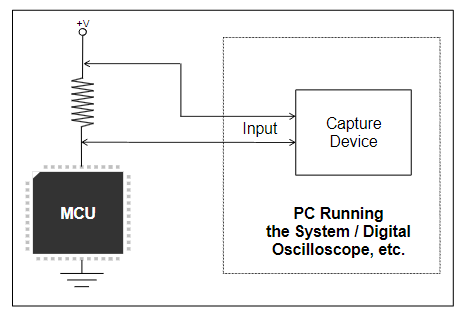 +V
Input
Capture
Device
MCU
PC Running
the System / Digital
Oscilloscope, etc.